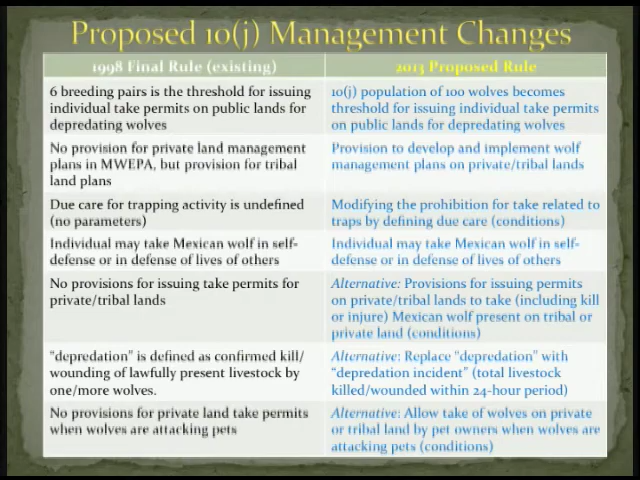 Proposed 10(j) Management Changes
1998 Final Rule (existing)
2013 Proposed Rule
6 breeding pairs is the threshold for issuing
individual take permits on public lands for
depredating wolves
10(j) population of 100 wolves becomes
threshold for issuing individual take permits
on public lands for depredating wolves
No provision for private land management
plans in MWEPA, but provision for tribal
land plans
Provision to develop and implement wolf
management plans on private/tribal lands
Due care for trapping activity is undefined
(no parameters)
Modifying the prohibition for take related to
traps by defining due care (conditions)
Individual may take Mexican wolf in self-
defense or in defense of lives of others
Individual may take Mexican wolf in self-
defense or in defense of lives of others
No provisions for issuing take permits for
private/tribal lands
Alternative: Provisions for issuing permits
on private/tribal lands to take (including kill
or injure) Mexican wolf present on tribal or
private land (conditions)
"depredation" is defined as confirmed kill/
wounding of lawfully present livestock by
one/more wolves.
Alternative: Replace "depredation" with
"depredation incident" (total livestock
killed/wounded within 24-hour period)
No provisions for private land take permits
when wolves are attacking pets
Alternative: Allow take of wolves on private
or tribal land by pet owners when wolves are
attacking pets (conditions)